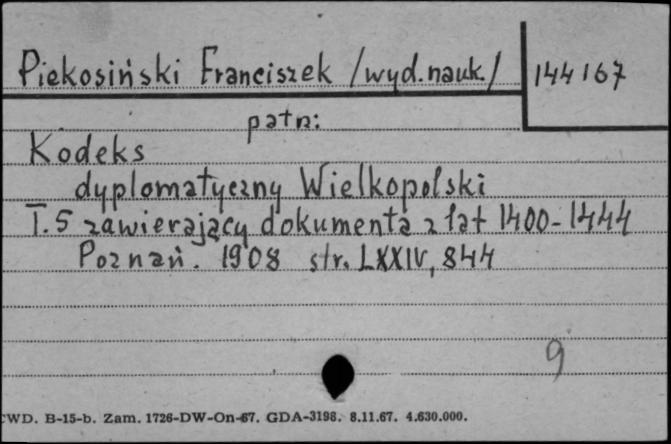 Piekosiński Franciszek /wyd. nauk./ 144167
patrz:
Kodeks
dyplomatyczny Wielkopolski
T. 5 zawierający dokumenta z lat 1400-1444
Poznań. 1908 str. LXXIV, 844
9
CWD. B-15-b. Zam. 1726-DW-On-67. GDA-3198. 8.11.67. 4.630.000.